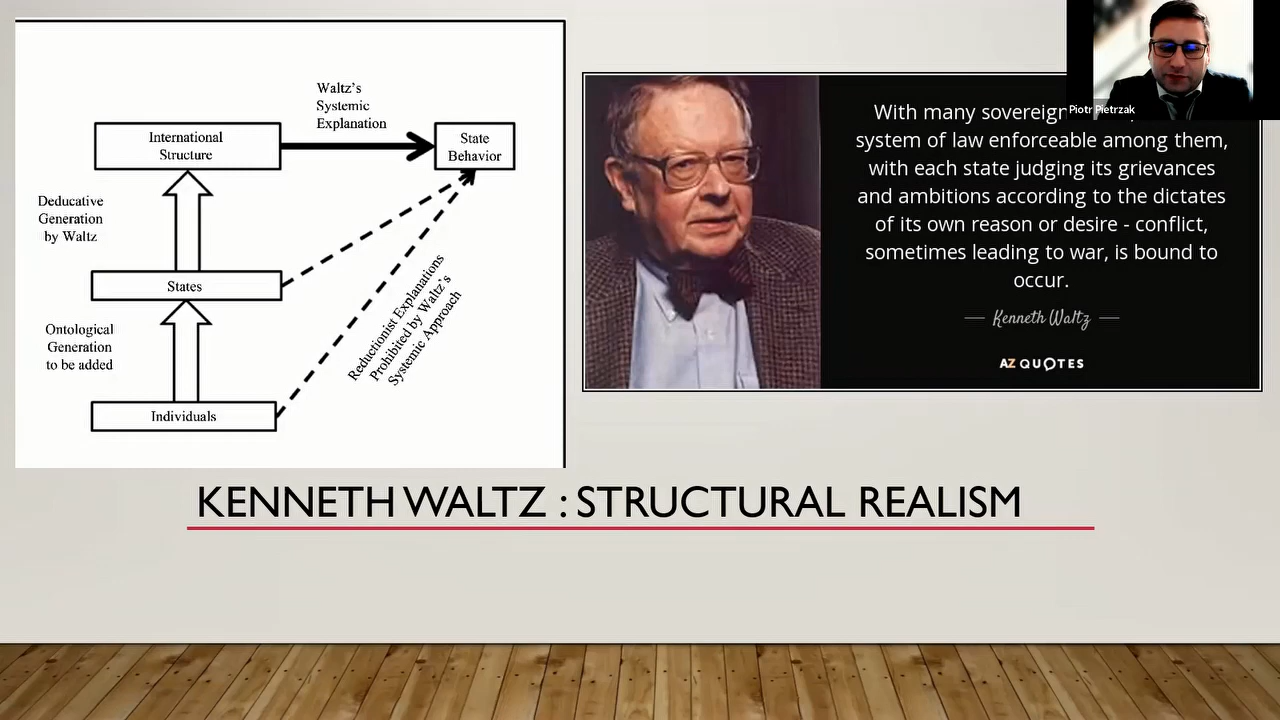 Waltz's
Systemic
Explanation
International
Structure
State
Behavior
Deductive
Generation
by Waltz
States
Ontological
Generation
to be added
Reductionist Explanations
Prohibited by Waltz's
Systemic Approach
Individuals
With many sovereign
system of law enforceable among them,
with each state judging its grievances
and ambitions according to the dictates
of its own reason or desire - conflict,
sometimes leading to war, is bound to
occur.
Kenneth Waltz
AZ QUOTES
Piotr Pietrzak
KENNETH WALTZ : STRUCTURAL REALISM